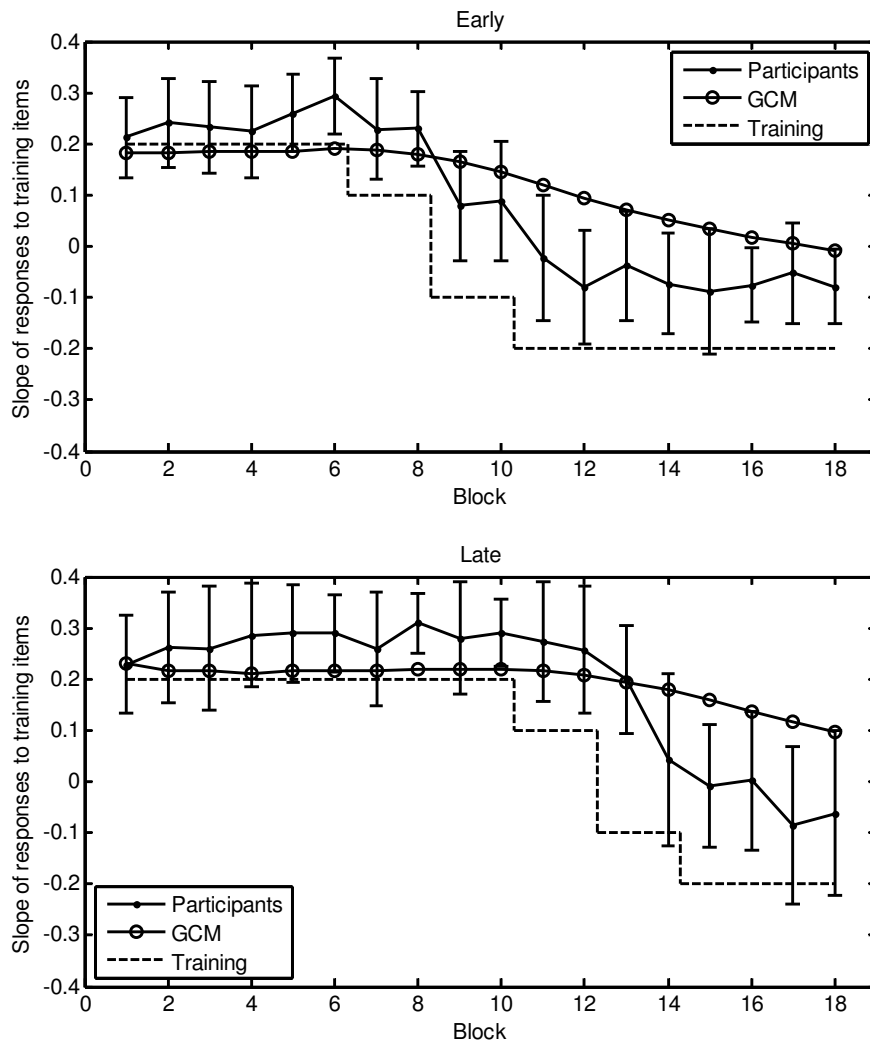 Early
Slope of responses to training items
0.4
0.3
0.2
0.1
0
-0.1
-0.2
-0.3
-0.4
Participants
GCM
Training
0 2 4 6 8 10 12 14 16 18
Block
Late
Slope of responses to training items
0.4
0.3
0.2
0.1
0
-0.1
-0.2
-0.3
-0.4
Participants
GCM
Training
0 2 4 6 8 10 12 14 16 18
Block